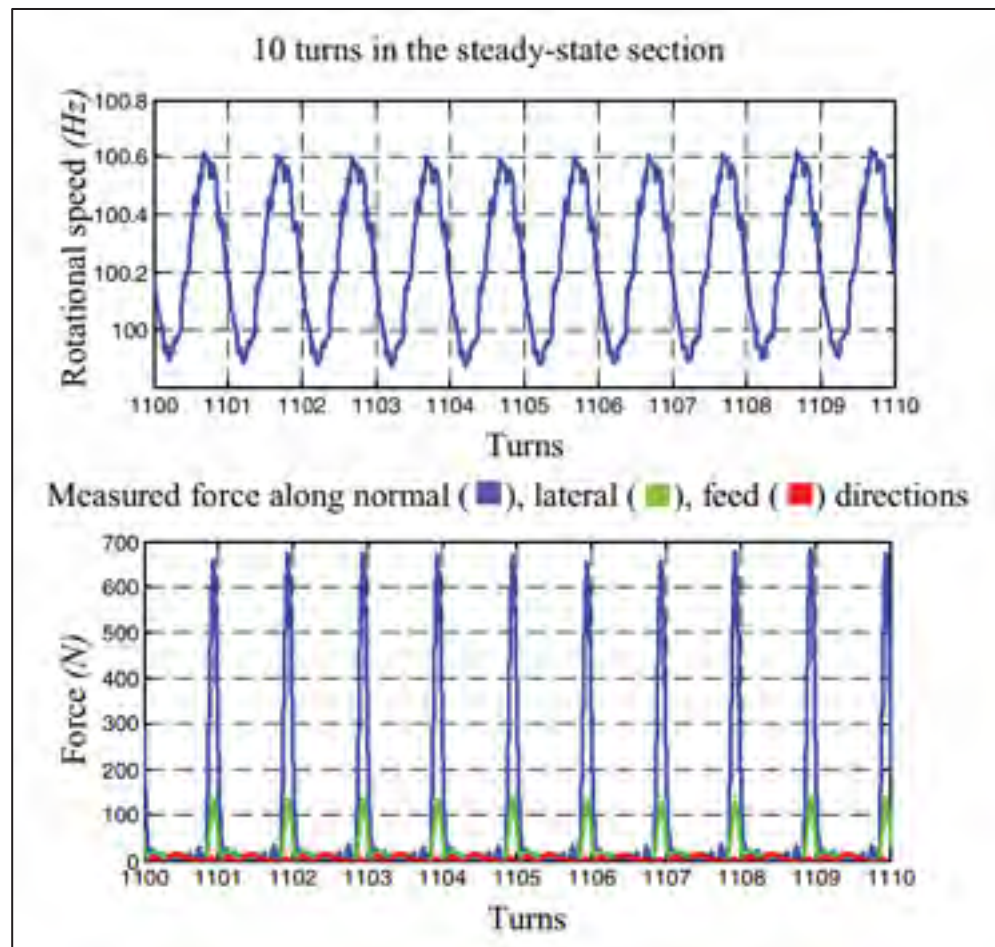 10 turns in the steady-state section
Rotational speed (Hz)
100.8
100.6
100.4
100.2
100
1100 1101 1102 1103 1104 1105 1106 1107 1108 1109 1110
Turns
Measured force along normal ( ), lateral ( ), feed ( ) directions
Force (N)
700
600
500
400
300
200
100
0
1100 1101 1102 1103 1104 1105 1106 1107 1108 1109 1110
Turns